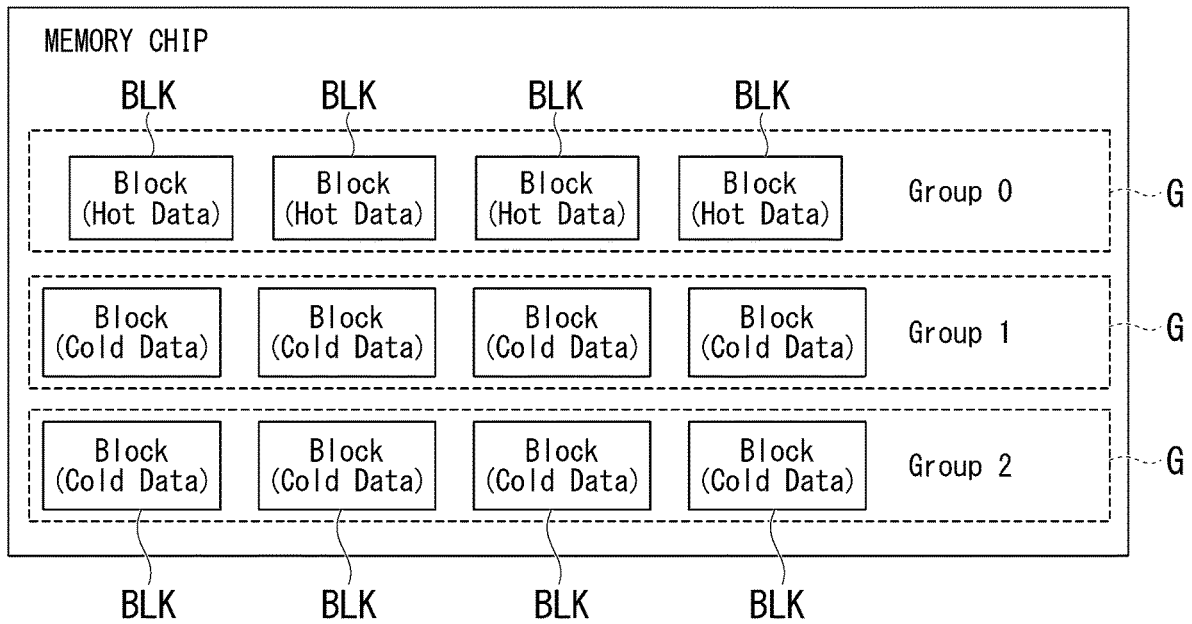 MEMORY CHIP
BLK BLK BLK BLK
Block Block Block Block Group 0 G
(Hot Data) (Hot Data) (Hot Data) (Hot Data)
Block Block Block Block Group 1 G
(Cold Data) (Cold Data) (Cold Data) (Cold Data)
Block Block Block Block Group 2 G
(Cold Data) (Cold Data) (Cold Data) (Cold Data)
BLK BLK BLK BLK